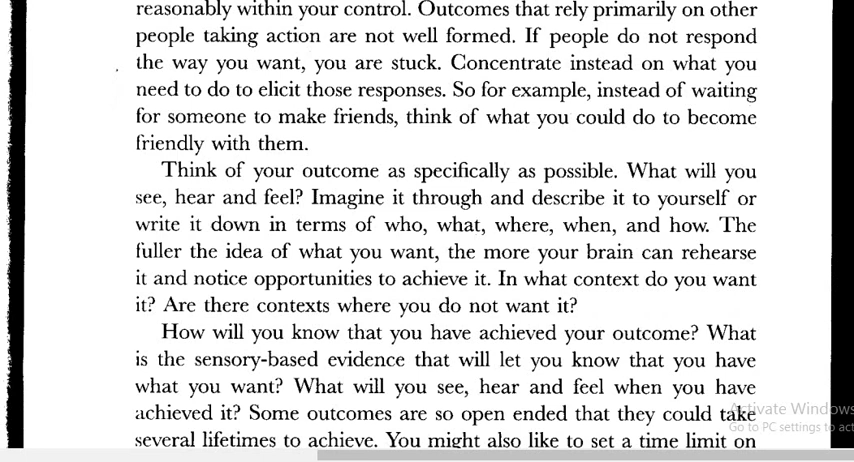 reasonably within your control. Outcomes that rely primarily on other
people taking action are not well formed. If people do not respond
the way you want, you are stuck. Concentrate instead on what you
need to do to elicit those responses. So for example, instead of waiting
for someone to make friends, think of what you could do to become
friendly with them.
Think of your outcome as specifically as possible. What will you
see, hear and feel? Imagine it through and describe it to yourself or
write it down in terms of who, what, where, when, and how. The
fuller the idea of what you want, the more your brain can rehearse
it and notice opportunities to achieve it. In what context do you want
it? Are there contexts where you do not want it?
How will you know that you have achieved your outcome? What
is the sensory-based evidence that will let you know that you have
what you want? What will you see, hear and feel when you have
achieved it? Some outcomes are so open ended that they could take
several lifetimes to achieve. You might also like to set a time limit on
Activate Windows
Go to PC settings to act